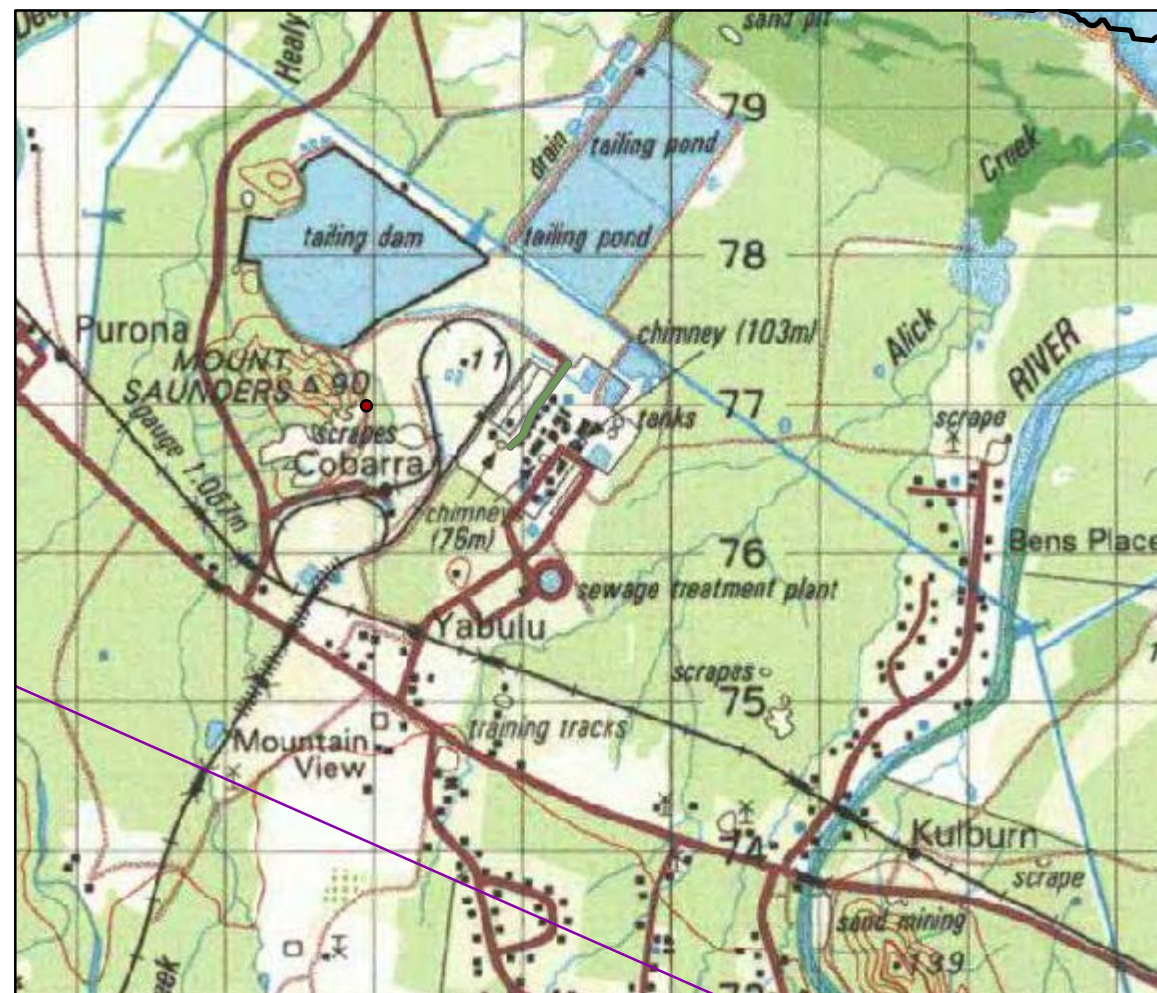 Healy
sand pit
79
drain
tailing pond
Creek
tailing dam
tailing pond
78
Purona
chimney (103m)
Alick
RIVER
MOUNT
SAUNDERS
90
11
77
gauge 1.067m
scrapes
tanks
scrape
Cobarra
chimney
(76m)
76
Bens Place
sewage treatment plant
Yabulu
scrapes
75
training tracks
Mountain
View
74
Kulburn
scrape
sand mining
139